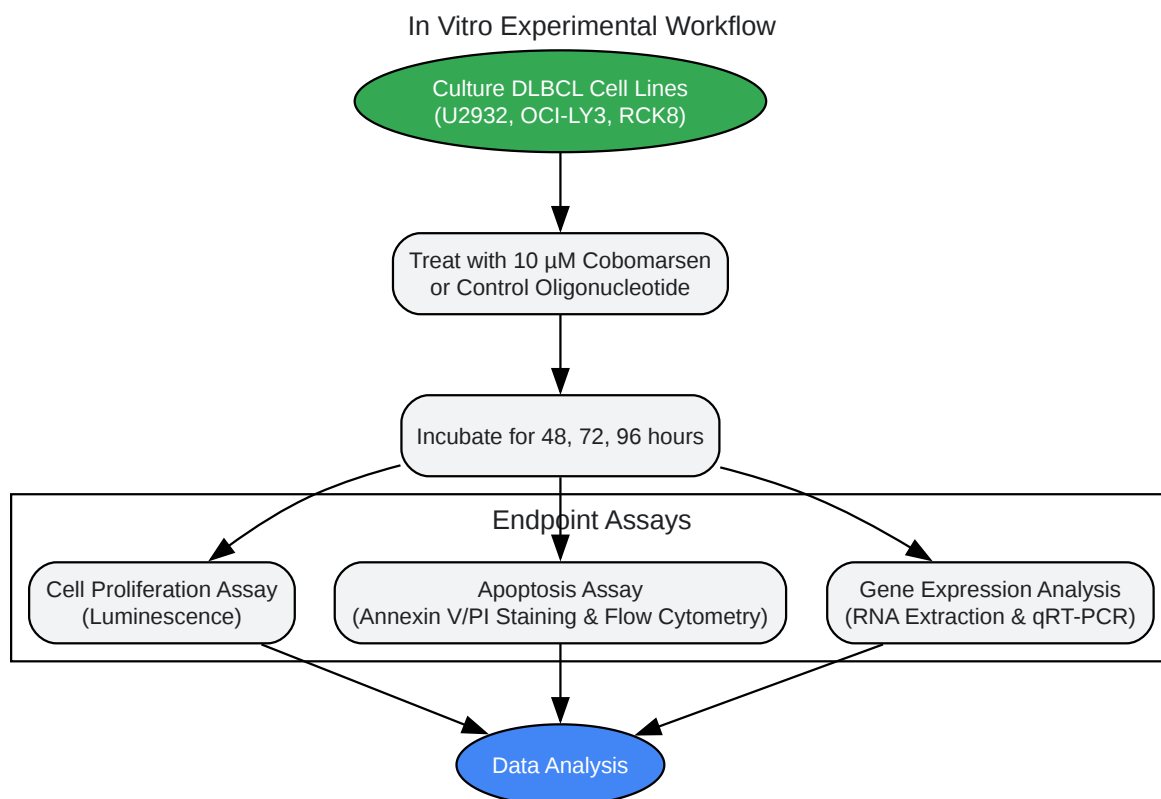 In Vitro Experimental Workflow
Culture DLBCL Cell Lines
(U2932, OCI-LY3, RCK8)
Treat with 10 µM Cobomarsen
or Control Oligonucleotide
Incubate for 48, 72, 96 hours
Endpoint Assays
Cell Proliferation Assay
(Luminescence)
Apoptosis Assay
(Annexin V/PI Staining & Flow Cytometry)
Gene Expression Analysis
(RNA Extraction & qRT-PCR)
Data Analysis